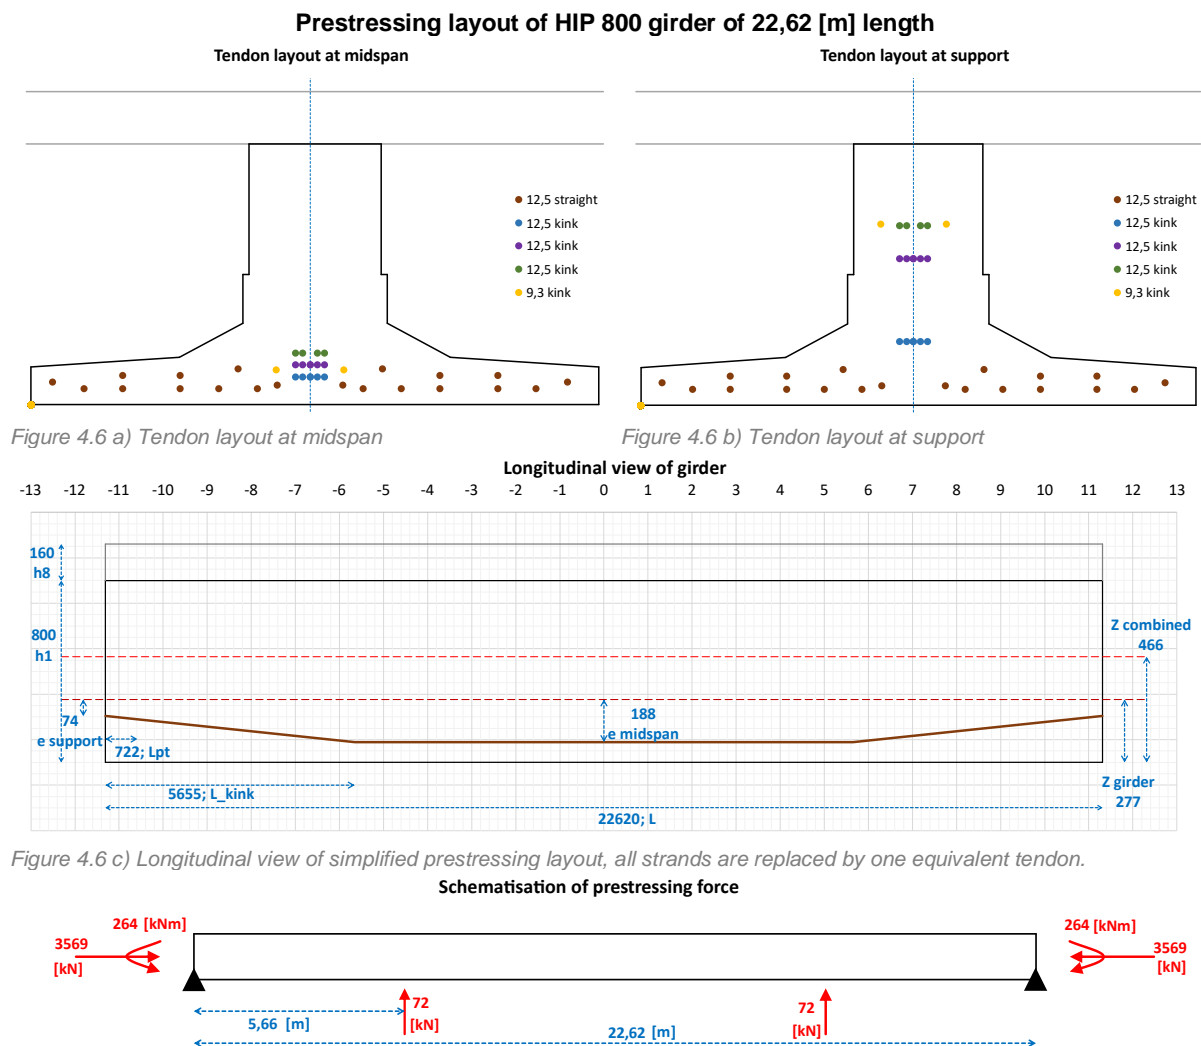 Prestressing layout of HIP 800 girder of 22,62 [m] length
Tendon layout at midspan
Tendon layout at support
12,5 straight
12,5 kink
12,5 kink
12,5 kink
9,3 kink
12,5 straight
12,5 kink
12,5 kink
12,5 kink
9,3 kink
Figure 4.6 a) Tendon layout at midspan
Figure 4.6 b) Tendon layout at support
Longitudinal view of girder
-13 -12 -11 -10 -9 -8 -7 -6 -5 -4 -3 -2 -1 0 1 2 3 4 5 6 7 8 9 10 11 12 13
160
h8
800
h1
Z combined
466
74
e support
188
e midspan
722; Lpt
5655; L_kink
Z girder
277
22620; L
Figure 4.6 c) Longitudinal view of simplified prestressing layout, all strands are replaced by one equivalent tendon.
Schematisation of prestressing force
264 [kNm]
3569
[kN]
264 [kNm]
3569
[kN]
72
[kN]
72
[kN]
5,66 [m]
22,62 [m]